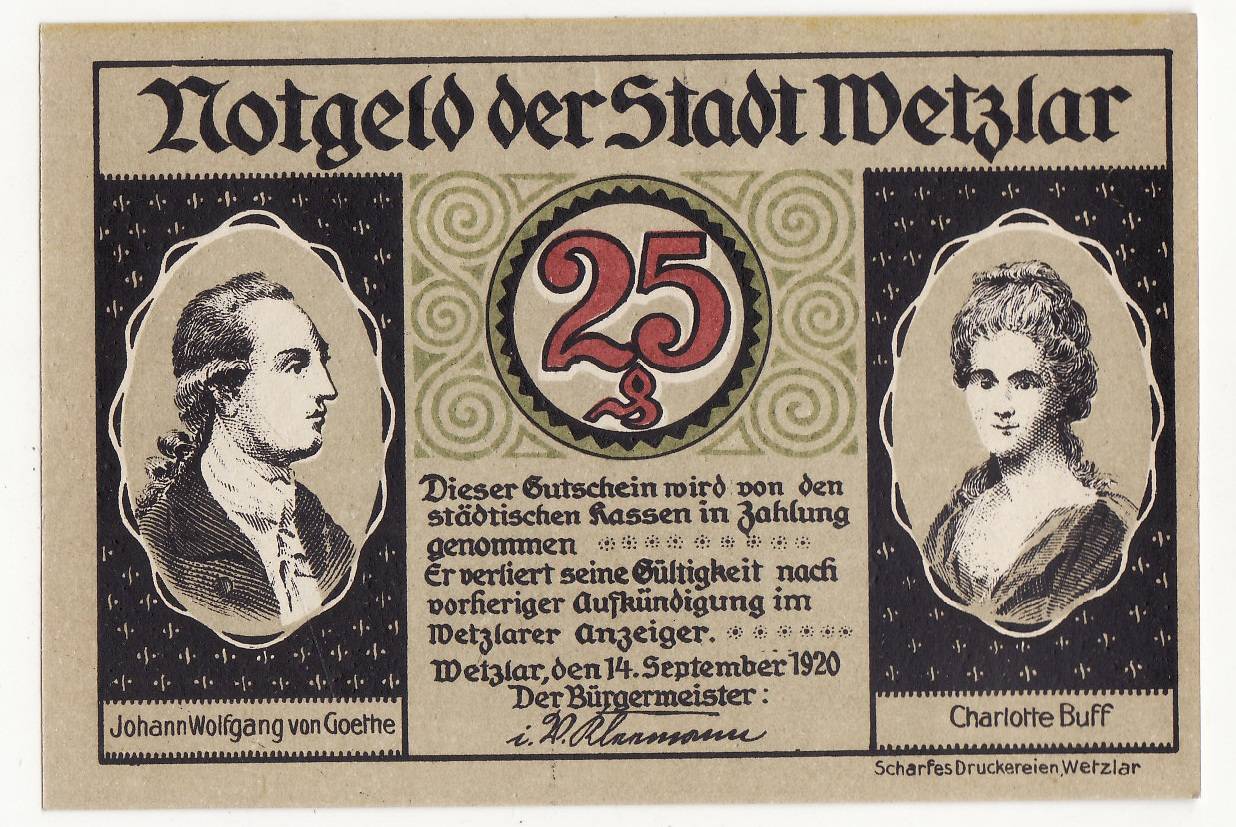 Notgeld der Stadt Wetzlar
25
₰
Dieser Gutschein wird von den
städtischen Kassen in Zahlung
genommen
Er verliert seine Gültigkeit nach
vorheriger Aufkündigung im
Wetzlarer Anzeiger.
Wetzlar, den 14. September 1920
Der Bürgermeister:
i. V. Kleemann
Johann Wolfgang von Goethe
Charlotte Buff
Scharfes Druckereien, Wetzlar